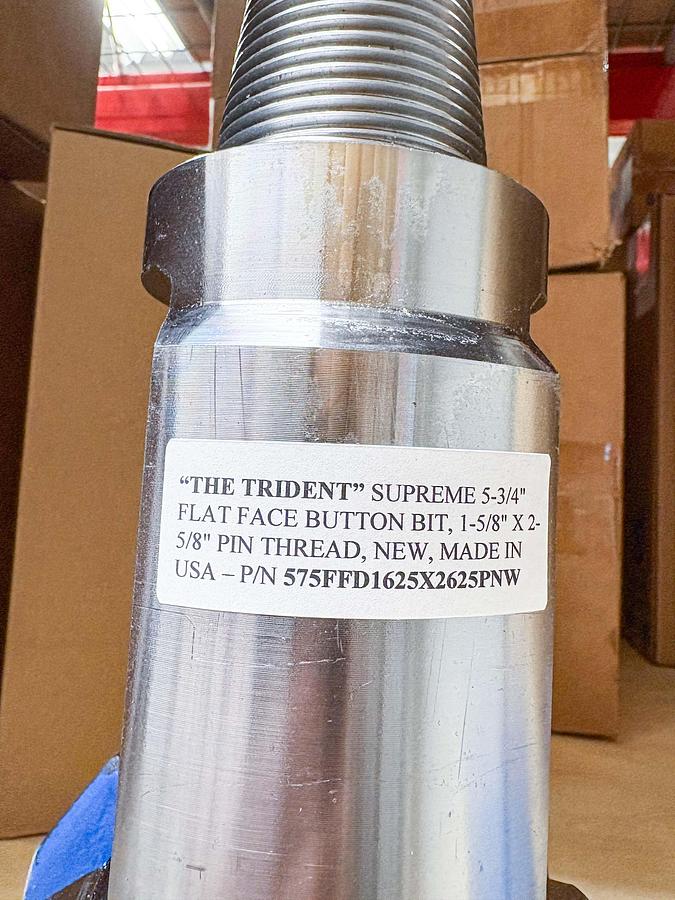 “THE TRIDENT” SUPREME 5-3/4"
FLAT FACE BUTTON BIT, 1-5/8" X 2-
5/8" PIN THREAD, NEW, MADE IN
USA – P/N 575FFD1625X2625PNW